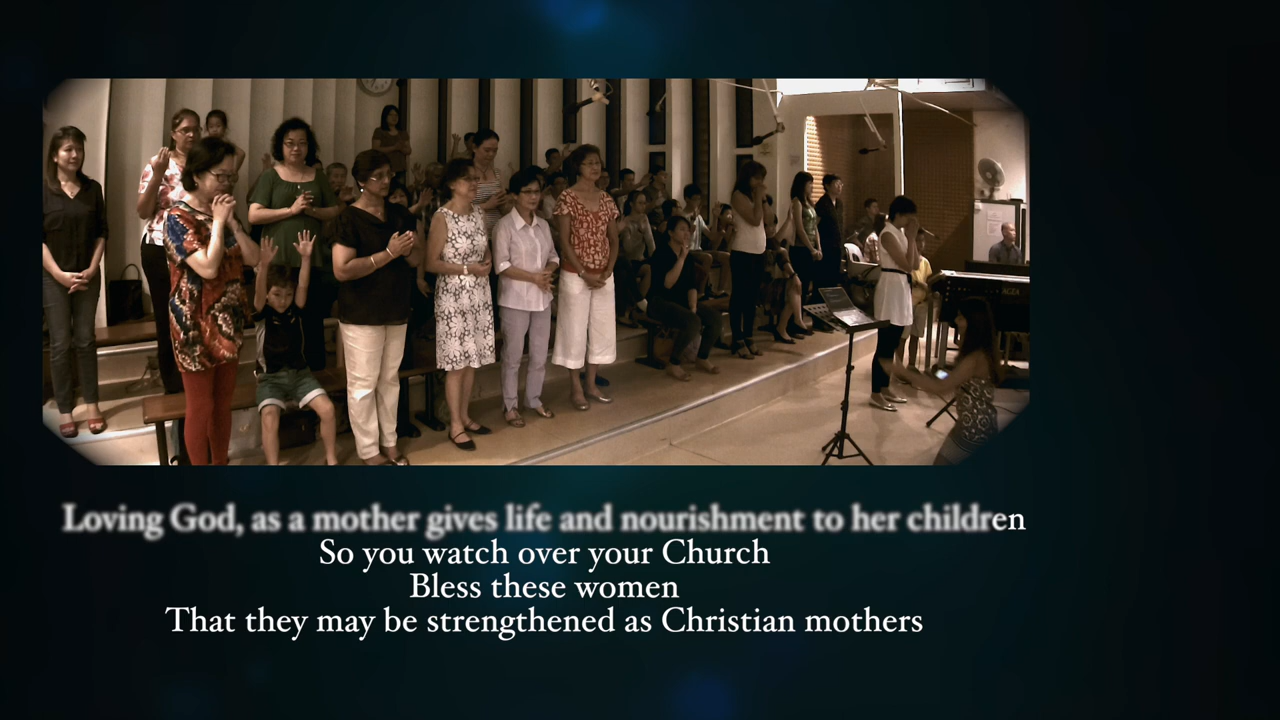 Loving God, as a mother gives life and nourishment to her children
So you watch over your Church
Bless these women
That they may be strengthened as Christian mothers